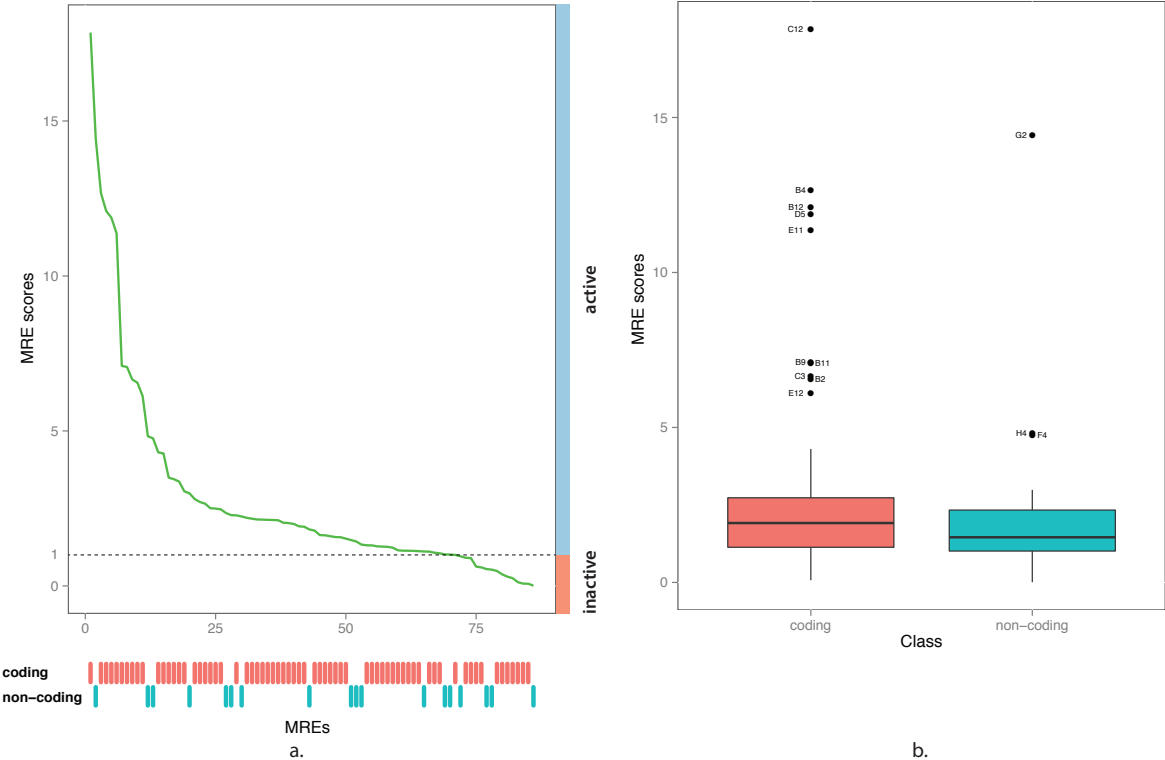 15
10
5
1
0
MRE scores
active
inactive
0 25 50 75
coding
non−coding
MREs
a.
15
10
5
0
MRE scores
C12
G2
B4
B12
D5
E11
B9 B11
C3 B2
E12
H4 F4
coding non−coding
Class
b.